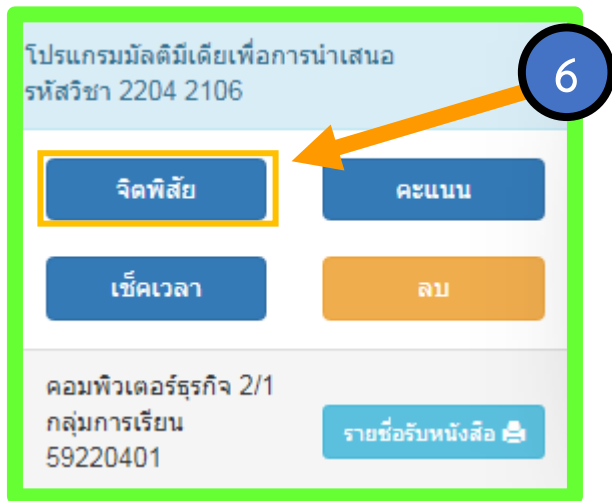 โปรแกรมมัลติมีเดียเพื่อการนำเสนอ
รหัสวิชา 2204 2106
6
จิตพิสัย
คะแนน
เช็คเวลา
ลบ
คอมพิวเตอร์ธุรกิจ 2/1
กลุ่มการเรียน
59220401
รายชื่อรับหนังสือ